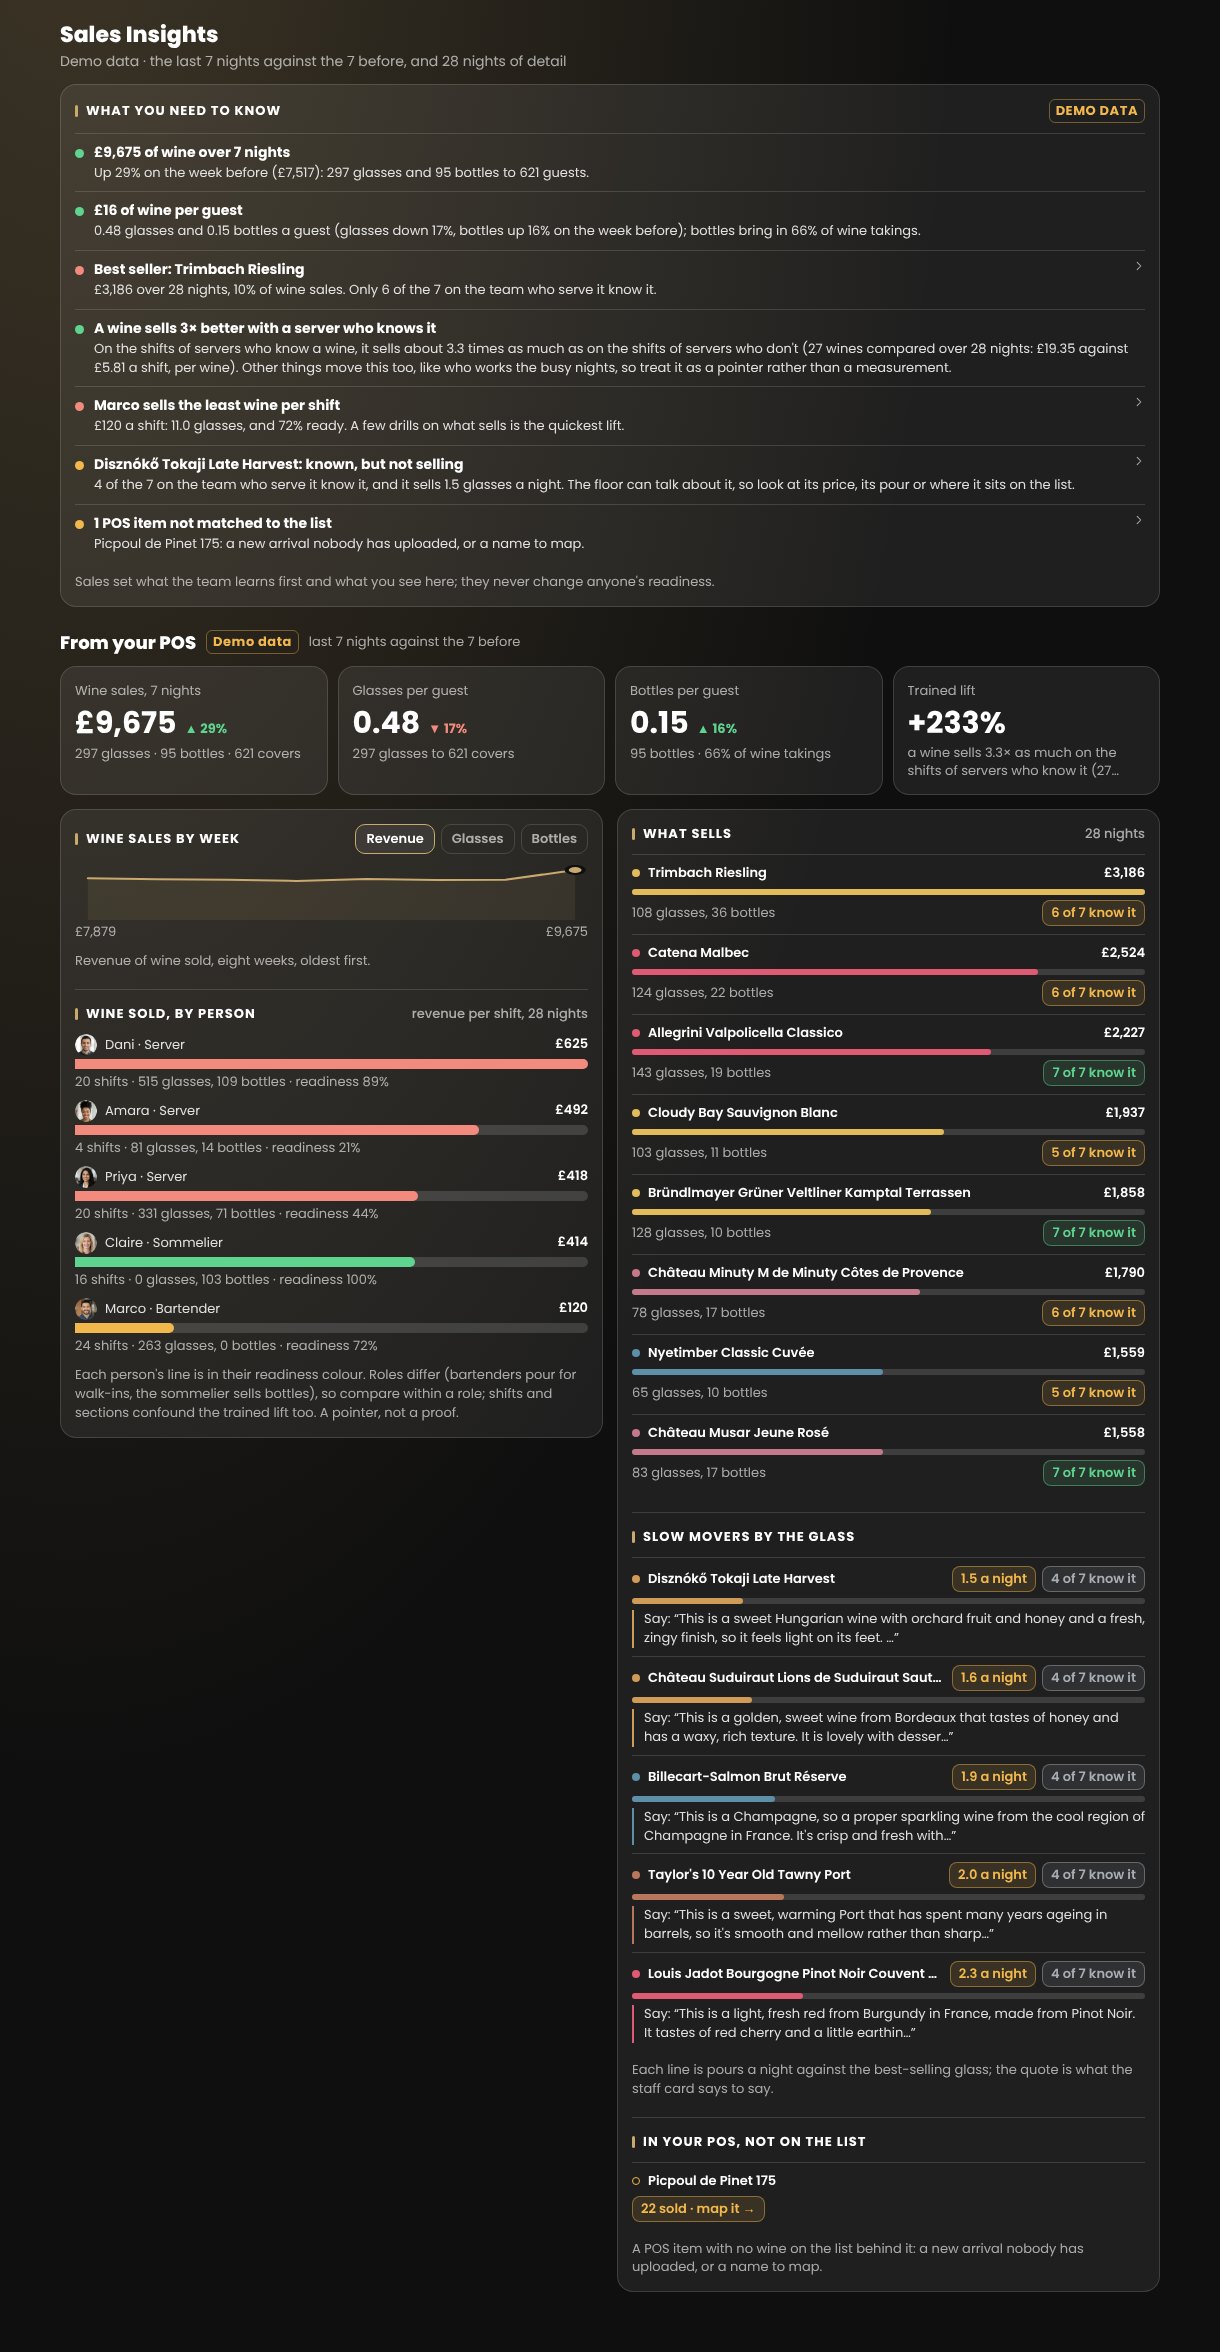 Sales Insights
Demo data · the last 7 nights against the 7 before, and 28 nights of detail
WHAT YOU NEED TO KNOW
DEMO DATA
£9,675 of wine over 7 nights
Up 29% on the week before (£7,517): 297 glasses and 95 bottles to 621 guests.
£16 of wine per guest
0.48 glasses and 0.15 bottles a guest (glasses down 17%, bottles up 16% on the week before); bottles bring in 66% of wine takings.
Best seller: Trimbach Riesling
£3,186 over 28 nights, 10% of wine sales. Only 6 of the 7 on the team who serve it know it.
A wine sells 3× better with a server who knows it
On the shifts of servers who know a wine, it sells about 3.3 times as much as on the shifts of servers who don't (27 wines compared over 28 nights: £19.35 against
£5.81 a shift, per wine). Other things move this too, like who works the busy nights, so treat it as a pointer rather than a measurement.
Marco sells the least wine per shift
£120 a shift: 11.0 glasses, and 72% ready. A few drills on what sells is the quickest lift.
Disznókő Tokaji Late Harvest: known, but not selling
4 of the 7 on the team who serve it know it, and it sells 1.5 glasses a night. The floor can talk about it, so look at its price, its pour or where it sits on the list.
1 POS item not matched to the list
Picpoul de Pinet 175: a new arrival nobody has uploaded, or a name to map.
Sales set what the team learns first and what you see here; they never change anyone's readiness.
From your POS
Demo data
last 7 nights against the 7 before
Wine sales, 7 nights
£9,675 ▲ 29%
297 glasses · 95 bottles · 621 covers
Glasses per guest
0.48 ▼ 17%
297 glasses to 621 covers
Bottles per guest
0.15 ▲ 16%
95 bottles · 66% of wine takings
Trained lift
+233%
a wine sells 3.3× as much on the
shifts of servers who know it (27…
WINE SALES BY WEEK
Revenue
Glasses
Bottles
£7,879
£9,675
Revenue of wine sold, eight weeks, oldest first.
WINE SOLD, BY PERSON
revenue per shift, 28 nights
Dani · Server
£625
20 shifts · 515 glasses, 109 bottles · readiness 89%
Amara · Server
£492
4 shifts · 81 glasses, 14 bottles · readiness 21%
Priya · Server
£418
20 shifts · 331 glasses, 71 bottles · readiness 44%
Claire · Sommelier
£414
16 shifts · 0 glasses, 103 bottles · readiness 100%
Marco · Bartender
£120
24 shifts · 263 glasses, 0 bottles · readiness 72%
Each person's line is in their readiness colour. Roles differ (bartenders pour for
walk-ins, the sommelier sells bottles), so compare within a role; shifts and
sections confound the trained lift too. A pointer, not a proof.
WHAT SELLS
28 nights
Trimbach Riesling
£3,186
108 glasses, 36 bottles
6 of 7 know it
Catena Malbec
£2,524
124 glasses, 22 bottles
6 of 7 know it
Allegrini Valpolicella Classico
£2,227
143 glasses, 19 bottles
7 of 7 know it
Cloudy Bay Sauvignon Blanc
£1,937
103 glasses, 11 bottles
5 of 7 know it
Bründlmayer Grüner Veltliner Kamptal Terrassen
£1,858
128 glasses, 10 bottles
7 of 7 know it
Château Minuty M de Minuty Côtes de Provence
£1,790
78 glasses, 17 bottles
6 of 7 know it
Nyetimber Classic Cuvée
£1,559
65 glasses, 10 bottles
5 of 7 know it
Château Musar Jeune Rosé
£1,558
83 glasses, 17 bottles
7 of 7 know it
SLOW MOVERS BY THE GLASS
Disznókő Tokaji Late Harvest
1.5 a night
4 of 7 know it
Say: “This is a sweet Hungarian wine with orchard fruit and honey and a fresh,
zingy finish, so it feels light on its feet. …”
Château Suduiraut Lions de Suduiraut Saut…
1.6 a night
4 of 7 know it
Say: “This is a golden, sweet wine from Bordeaux that tastes of honey and
has a waxy, rich texture. It is lovely with desser…”
Billecart-Salmon Brut Réserve
1.9 a night
4 of 7 know it
Say: “This is a Champagne, so a proper sparkling wine from the cool region of
Champagne in France. It's crisp and fresh with…”
Taylor's 10 Year Old Tawny Port
2.0 a night
4 of 7 know it
Say: “This is a sweet, warming Port that has spent many years ageing in
barrels, so it's smooth and mellow rather than sharp…”
Louis Jadot Bourgogne Pinot Noir Couvent …
2.3 a night
4 of 7 know it
Say: “This is a light, fresh red from Burgundy in France, made from Pinot Noir.
It tastes of red cherry and a little earthin…”
Each line is pours a night against the best-selling glass; the quote is what the
staff card says to say.
IN YOUR POS, NOT ON THE LIST
Picpoul de Pinet 175
22 sold · map it →
A POS item with no wine on the list behind it: a new arrival nobody has
uploaded, or a name to map.